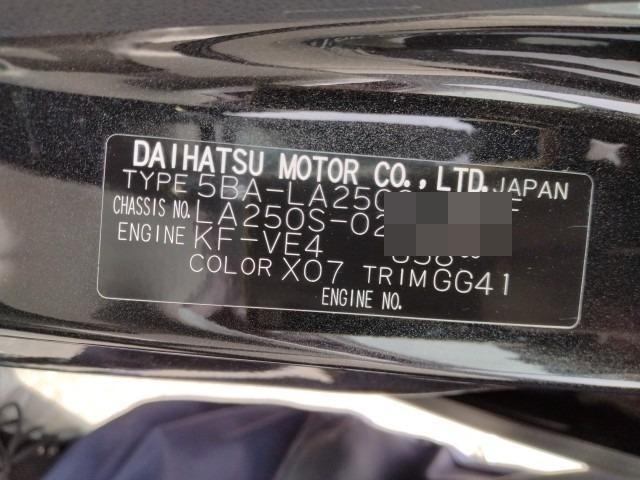 DAIHATSU MOTOR CO., LTD. JAPAN
TYPE 5BA-LA250
CHASSIS NO. LA250S-02
ENGINE KF-VE4
COLOR X07 TRIM GG41
ENGINE NO.